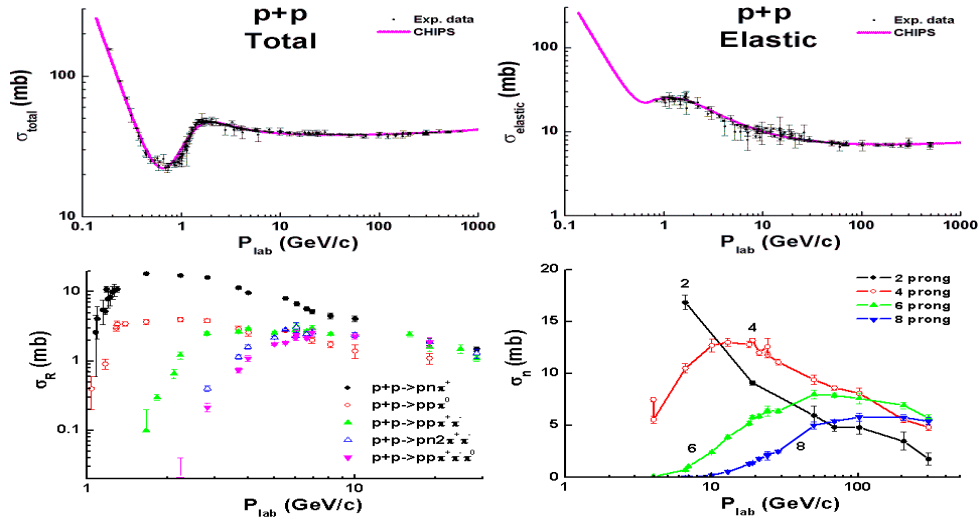 p+p
Total
Exp. data
CHIPS
σtotal (mb)
100
10
0.1
1
10
100
1000
Plab (GeV/c)
p+p
Elastic
Exp. data
CHIPS
σelastic (mb)
100
10
1
0.1
1
10
100
1000
Plab (GeV/c)
σR (mb)
10
1
0.1
1
10
Plab (GeV/c)
p+p->pnπ+
p+p->ppπ0
p+p->ppπ+π-
p+p->pn2π+π-
p+p->ppπ+π-π0
σn (mb)
20
15
10
5
0
1
10
100
Plab (GeV/c)
2
4
6
8
2 prong
4 prong
6 prong
8 prong